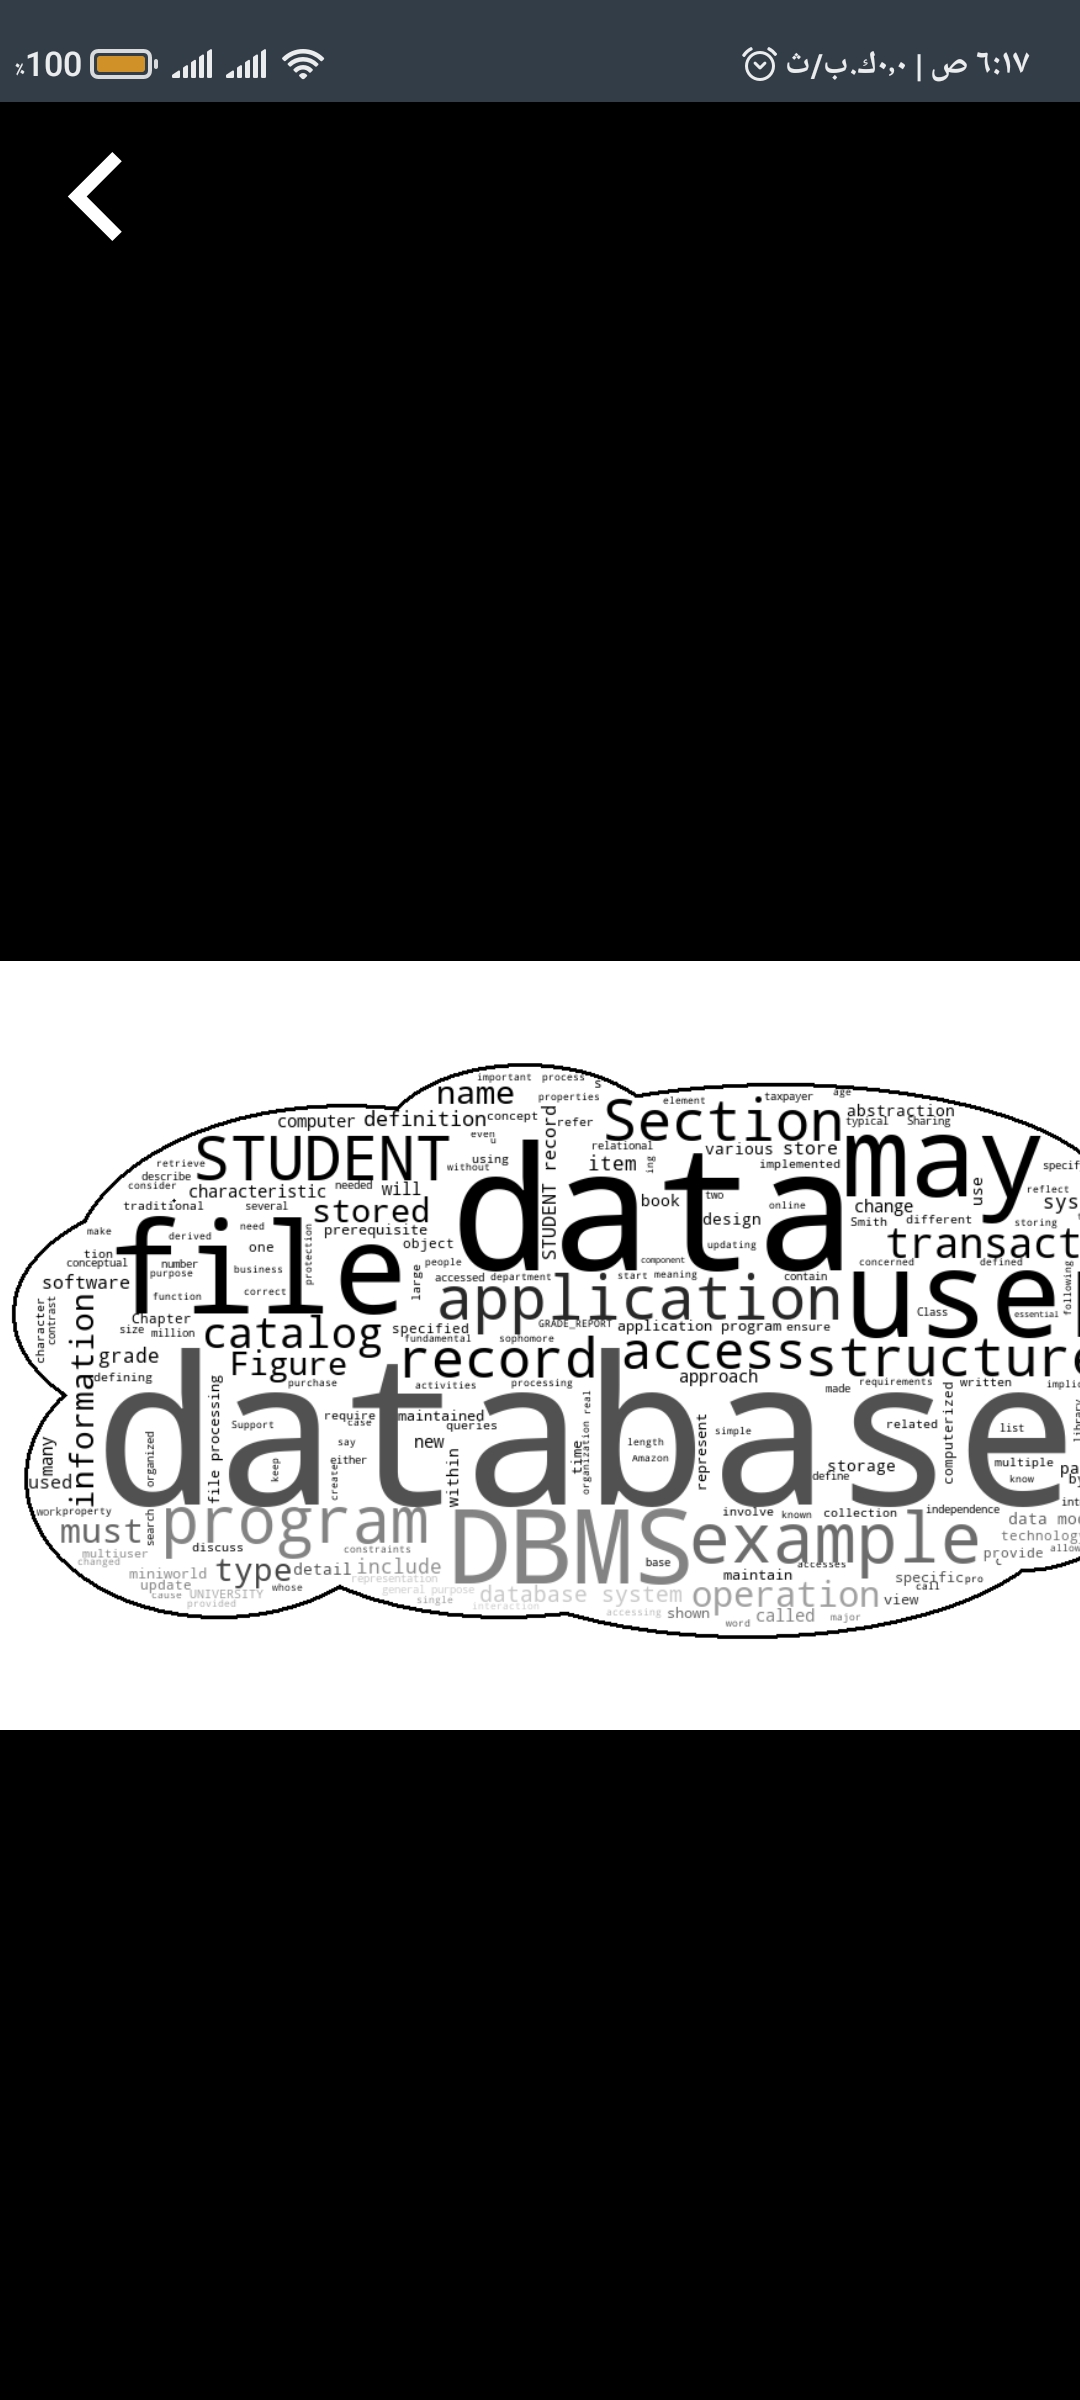 ٪100
٦:١٧ ص | ٠,٠ك.ب/ث
important process
s
name
properties
element
taxpayer
age
computer definition
concept
refer
Section
abstraction
typical Sharing
even
u
STUDENT
STUDENT record
relational
various store
may
retrieve
using
without
item
ing
implemented
data
specif
describe
consider
characteristic
needed
will
book
two
use
reflect
traditional
several
stored
online
change
sys
design
Smith
different
storing
make
need
prerequisite
derived
file
one
protection
object
updating
transact
tion
conceptual
number
purpose
business
people
component
concerned
defined
software
large
accessed department
start meaning
contain
user
following
function
correct
application
Class
essential
character
contrast
information
Chapter
size
million
catalog
specified
fundamental
GRADE_REPORT
sophomore
application program
ensure
grade
Figure
record
access
structure
defining
purchase
activities
processing
approach
made
requirements
written
implic
database
file processing
Support
require
case
maintained
queries
organization real
time
represent
simple
related
computerized
list
library
many
organized
say
new
length
Amazon
storage
define
multiple
know
pa
by
used
keep
create
either
within
work
property
search
involve
known
collection
independence
int
must
program
DBMS
example
data mod
technology
multiuser
changed
discuss
constraints
provide
allow
miniworld
type
detail
include
base
accesses
c
maintain
specific
pro
call
update
whose
representation
general purpose
database system
operation
view
cause
UNIVERSITY
provided
single
interaction
accessing
shown
word
called
major